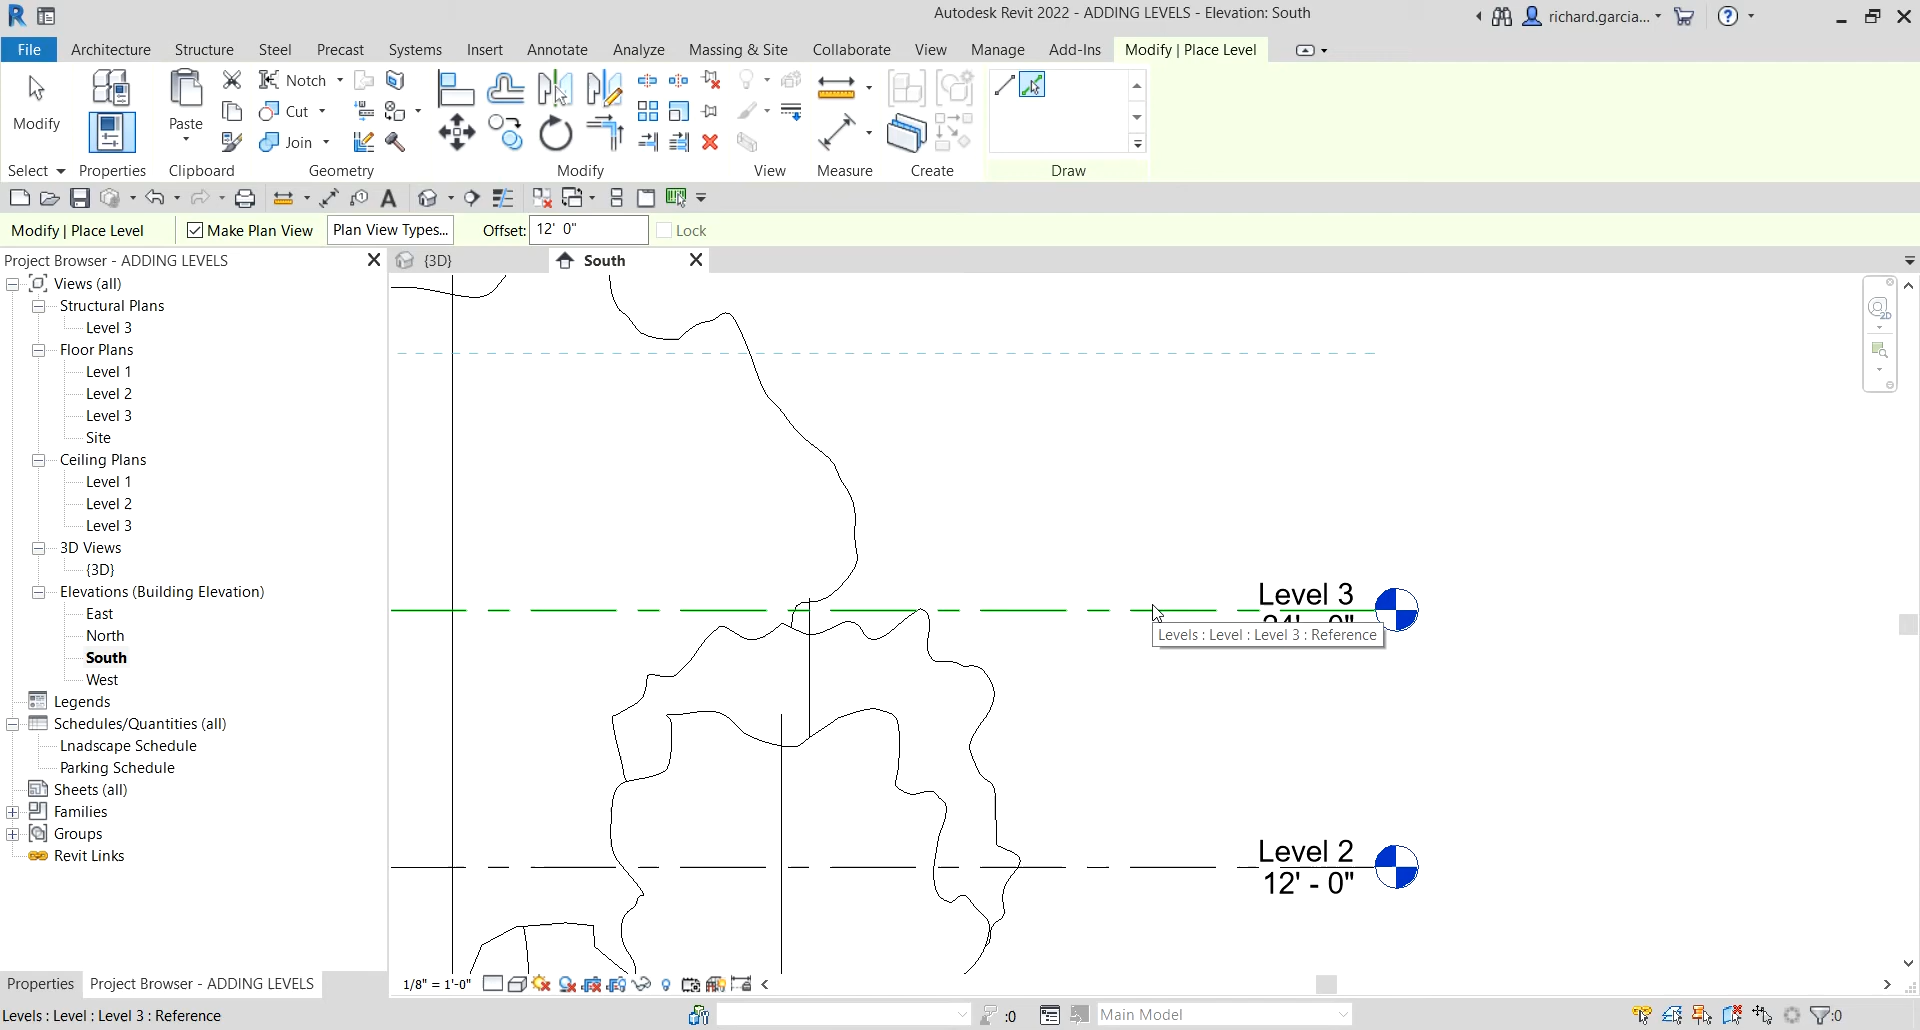 Autodesk Revit 2022 - ADDING LEVELS - Elevation: South
richard.garcia...
File Architecture Structure Steel Precast Systems Insert Annotate Analyze Massing & Site Collaborate View Manage Add-Ins Modify | Place Level
Modify
Paste
Notch
Cut
Join
Select Properties Clipboard Geometry Modify View Measure Create Draw
Modify | Place Level Make Plan View Plan View Types... Offset: 12' 0" Lock
Project Browser - ADDING LEVELS
{3D} South
Views (all)
Structural Plans
Level 3
Floor Plans
Level 1
Level 2
Level 3
Site
Ceiling Plans
Level 1
Level 2
Level 3
3D Views
{3D}
Elevations (Building Elevation)
East
North
South
West
Legends
Schedules/Quantities (all)
Lnadscape Schedule
Parking Schedule
Sheets (all)
Families
Groups
Revit Links
2D
Level 3
Levels : Level : Level 3 : Reference
Level 2
12' - 0"
Properties Project Browser - ADDING LEVELS
1/8" = 1'-0"
Levels : Level : Level 3 : Reference
:0
Main Model
:0